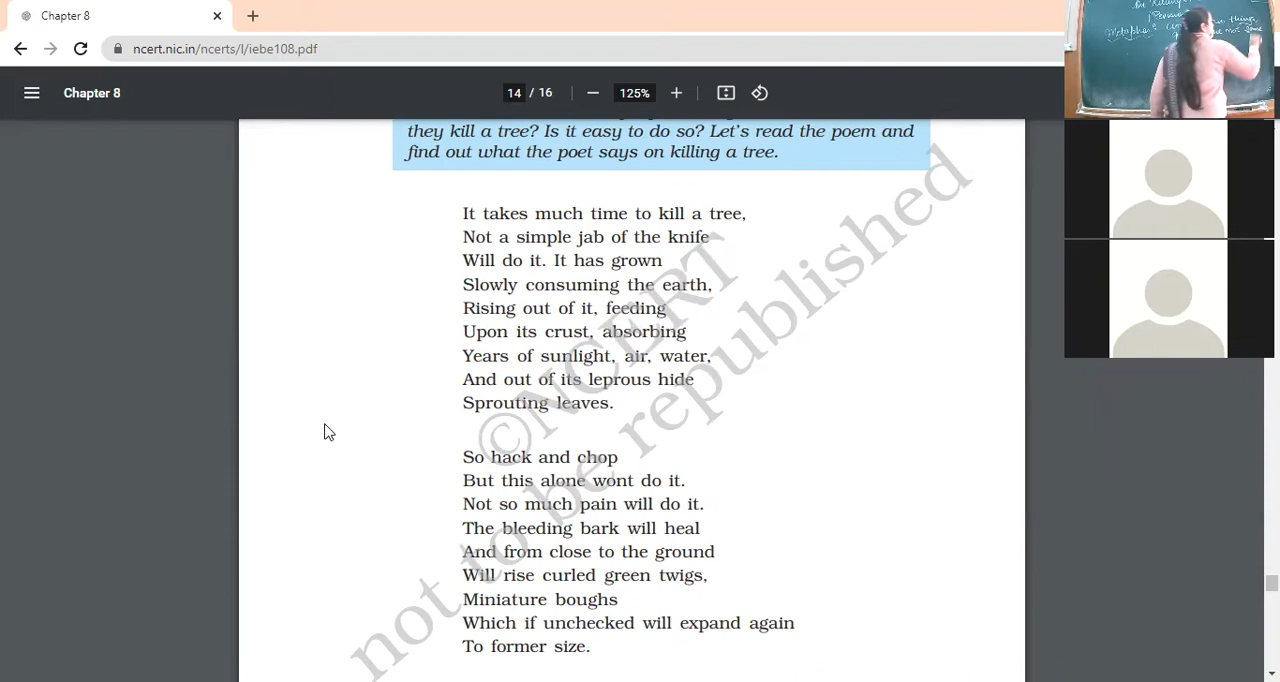 Chapter 8
ncert.nic.in/ncerts/l/iebe108.pdf
Chapter 8
14 / 16
125%
they kill a tree? Is it easy to do so? Let's read the poem and
find out what the poet says on killing a tree.
It takes much time to kill a tree,
Not a simple jab of the knife
Will do it. It has grown
Slowly consuming the earth,
Rising out of it, feeding
Upon its crust, absorbing
Years of sunlight, air, water,
And out of its leprous hide
Sprouting leaves.
So hack and chop
But this alone wont do it.
Not so much pain will do it.
The bleeding bark will heal
And from close to the ground
Will rise curled green twigs,
Miniature boughs
Which if unchecked will expand again
To former size.
©NCERT
not to be republished
Metaphor
things
not same